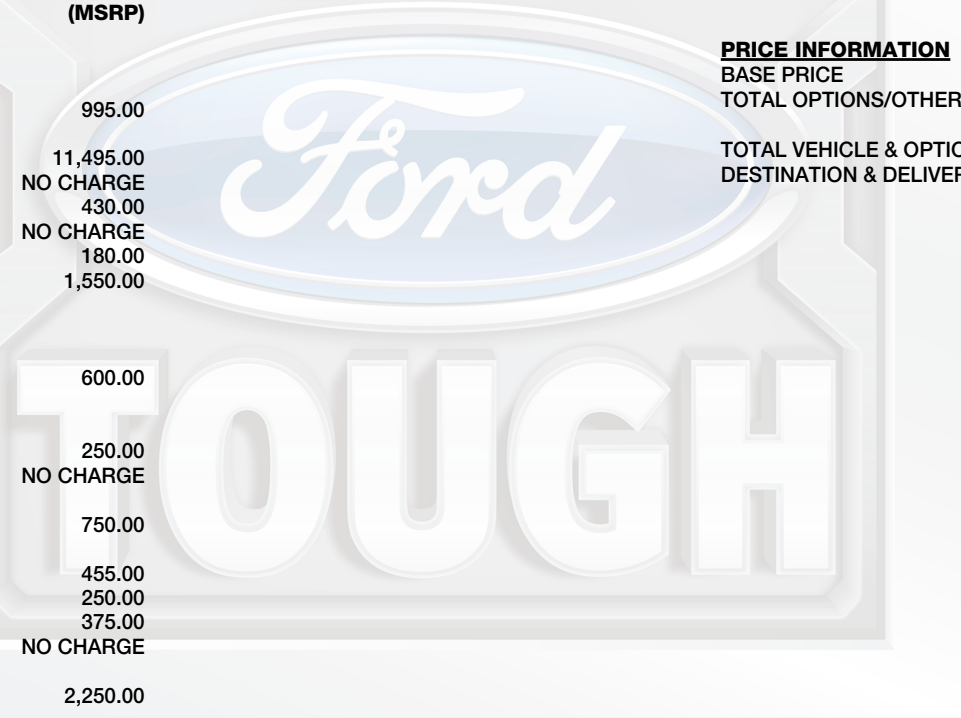 (MSRP)
995.00
11,495.00
NO CHARGE
430.00
NO CHARGE
180.00
1,550.00
600.00
250.00
NO CHARGE
750.00
455.00
250.00
375.00
NO CHARGE
2,250.00
PRICE INFORMATION
BASE PRICE
TOTAL OPTIONS/OTHER
TOTAL VEHICLE & OPTIO
DESTINATION & DELIVER
Ford
TOUGH